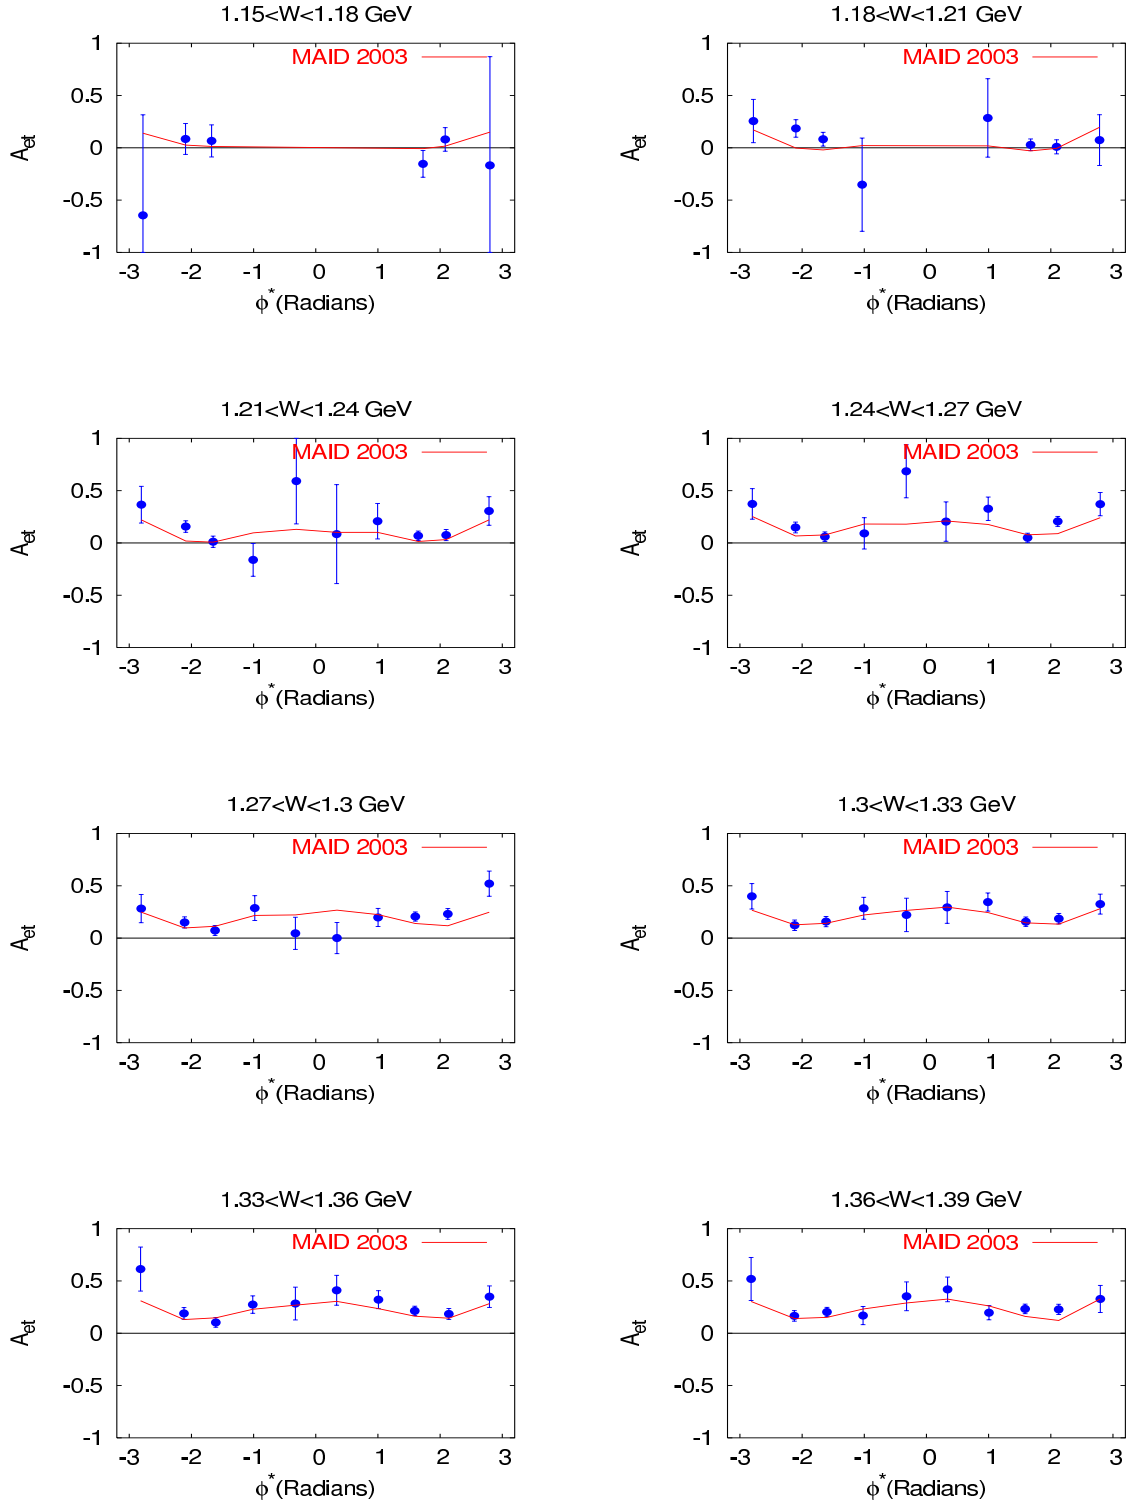 1.15<W<1.18 GeV
MAID 2003
1
0.5
0
-0.5
-1
A_et
-3 -2 -1 0 1 2 3
ϕ*(Radians)
1.18<W<1.21 GeV
MAID 2003
1
0.5
0
-0.5
-1
A_et
-3 -2 -1 0 1 2 3
ϕ*(Radians)
1.21<W<1.24 GeV
MAID 2003
1
0.5
0
-0.5
-1
A_et
-3 -2 -1 0 1 2 3
ϕ*(Radians)
1.24<W<1.27 GeV
MAID 2003
1
0.5
0
-0.5
-1
A_et
-3 -2 -1 0 1 2 3
ϕ*(Radians)
1.27<W<1.3 GeV
MAID 2003
1
0.5
0
-0.5
-1
A_et
-3 -2 -1 0 1 2 3
ϕ*(Radians)
1.3<W<1.33 GeV
MAID 2003
1
0.5
0
-0.5
-1
A_et
-3 -2 -1 0 1 2 3
ϕ*(Radians)
1.33<W<1.36 GeV
MAID 2003
1
0.5
0
-0.5
-1
A_et
-3 -2 -1 0 1 2 3
ϕ*(Radians)
1.36<W<1.39 GeV
MAID 2003
1
0.5
0
-0.5
-1
A_et
-3 -2 -1 0 1 2 3
ϕ*(Radians)